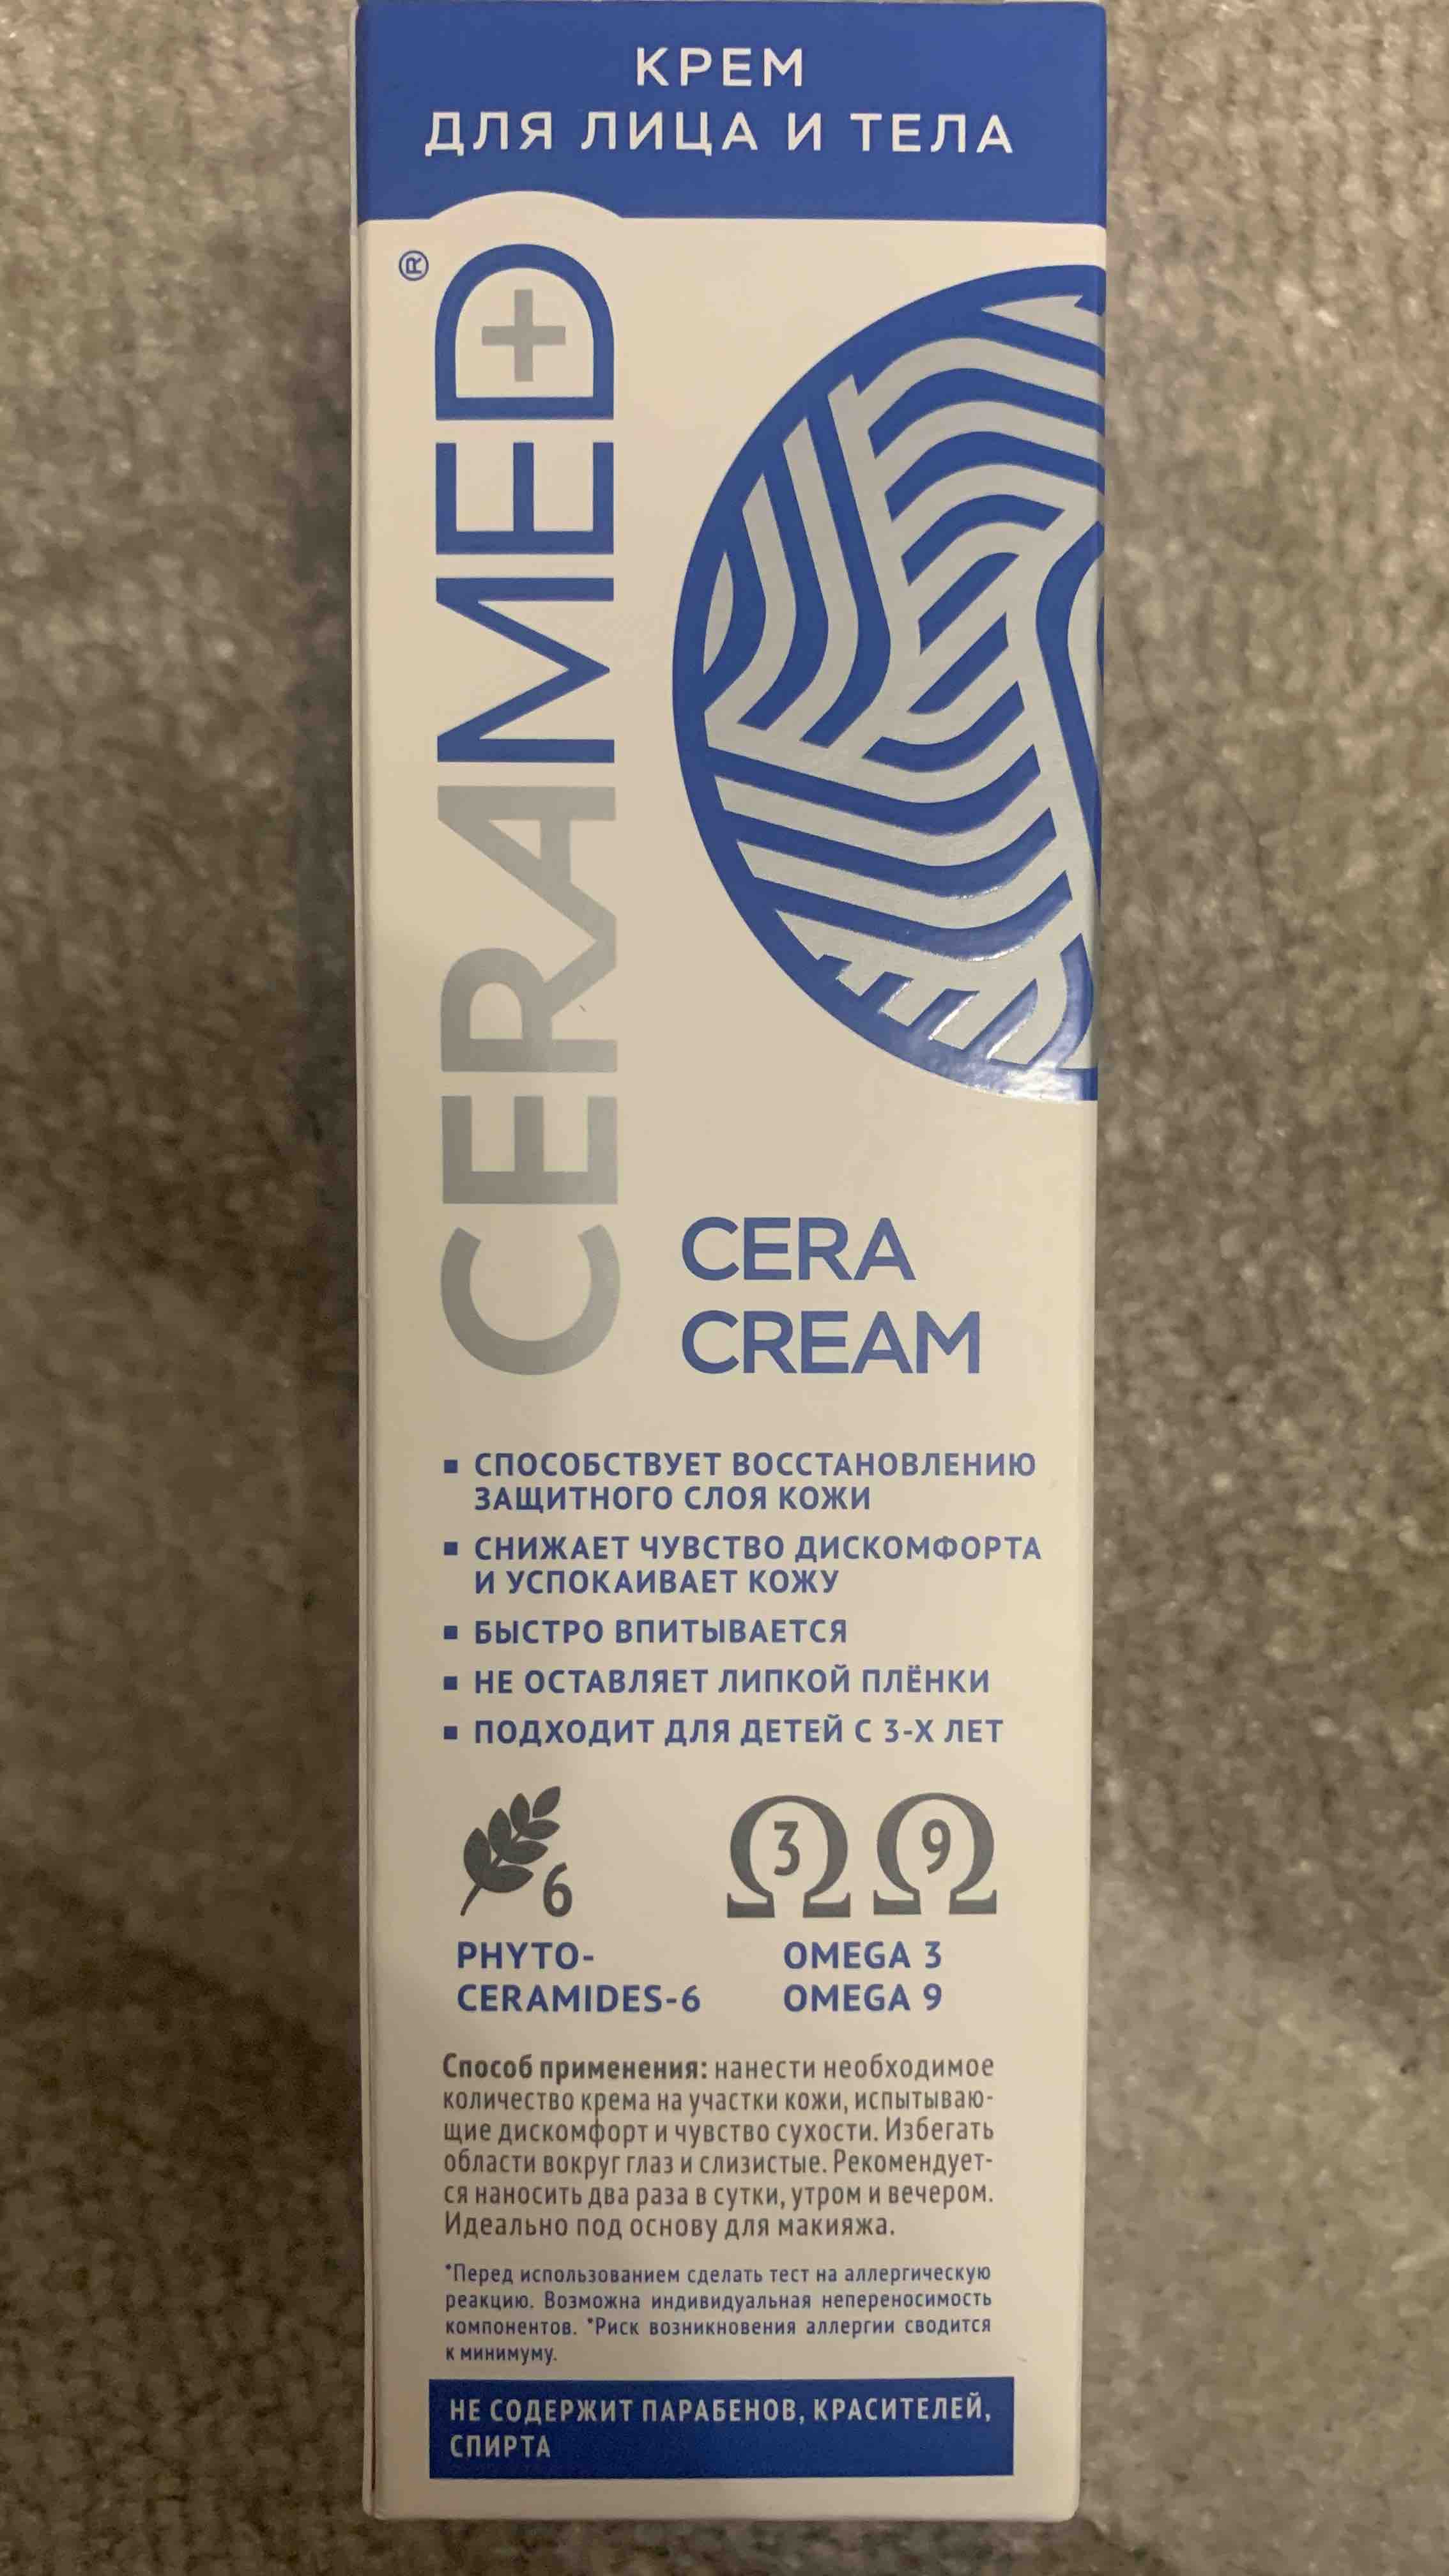 КРЕМ
ДЛЯ ЛИЦА И ТЕЛА
CERAMED+®
CERA
CREAM
▪ СПОСОБСТВУЕТ ВОССТАНОВЛЕНИЮ
ЗАЩИТНОГО СЛОЯ КОЖИ
▪ СНИЖАЕТ ЧУВСТВО ДИСКОМФОРТА
И УСПОКАИВАЕТ КОЖУ
▪ БЫСТРО ВПИТЫВАЕТСЯ
▪ НЕ ОСТАВЛЯЕТ ЛИПКОЙ ПЛЁНКИ
▪ ПОДХОДИТ ДЛЯ ДЕТЕЙ С 3-Х ЛЕТ
6
Ω3 Ω9
PHYTO-
CERAMIDES-6
OMEGA 3
OMEGA 9
Способ применения: нанести необходимое
количество крема на участки кожи, испытываю-
щие дискомфорт и чувство сухости. Избегать
области вокруг глаз и слизистые. Рекомендует-
ся наносить два раза в сутки, утром и вечером.
Идеально под основу для макияжа.
*Перед использованием сделать тест на аллергическую
реакцию. Возможна индивидуальная непереносимость
компонентов. *Риск возникновения аллергии сводится
к минимуму.
НЕ СОДЕРЖИТ ПАРАБЕНОВ, КРАСИТЕЛЕЙ,
СПИРТА